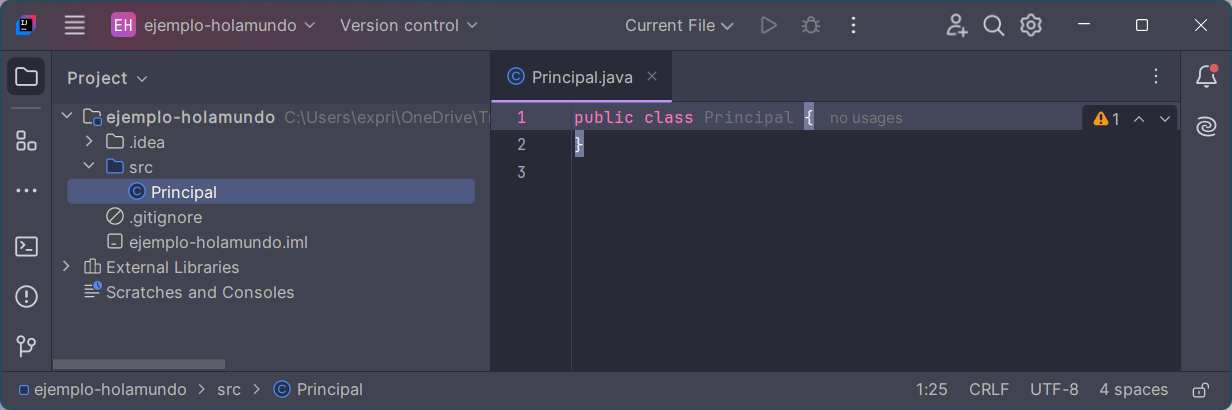 EH ejemplo-holamundo Version control Current File
Project
ejemplo-holamundo C:\Users\expri\OneDrive\T
.idea
src
Principal
.gitignore
ejemplo-holamundo.iml
External Libraries
Scratches and Consoles
Principal.java
1 public class Principal { no usages
1
2 }
3
ejemplo-holamundo > src > Principal
1:25 CRLF UTF-8 4 spaces